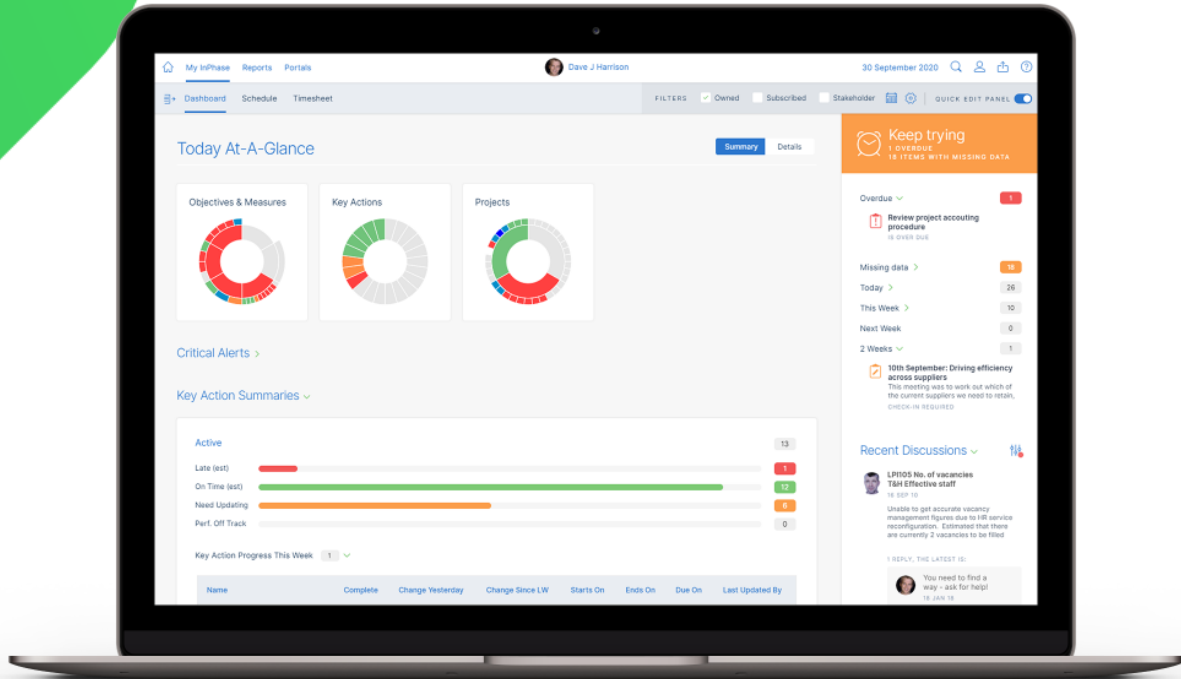 My InPhase Reports Portals
Dave J Harrison
30 September 2020
Dashboard Schedule Timesheet
FILTERS Owned Subscribed Stakeholder QUICK EDIT PANEL
Today At-A-Glance
Summary Details
Objectives & Measures
Key Actions
Projects
Critical Alerts
Key Action Summaries
Active 13
Late (est) 1
On Time (est) 12
Need Updating 6
Perf. Off Track 0
Key Action Progress This Week 1
Name Complete Change Yesterday Change Since LW Starts On Ends On Due On Last Updated By
Keep trying
1 OVERDUE
18 ITEMS WITH MISSING DATA
Overdue 1
Review project accouting
procedure
IS OVER DUE
Missing data 18
Today 26
This Week 10
Next Week 0
2 Weeks 1
10th September: Driving efficiency
across suppliers
This meeting was to work out which of
the current suppliers we need to retain,
CHECK-IN REQUIRED
Recent Discussions
LPI105 No. of vacancies
T&H Effective staff
16 SEP 10
Unable to get accurate vacancy
management figures due to HR service
reconfiguration. Estimated that there
are currently 2 vacancies to be filled
1 REPLY, THE LATEST IS:
You need to find a
way - ask for help!
18 JAN 18